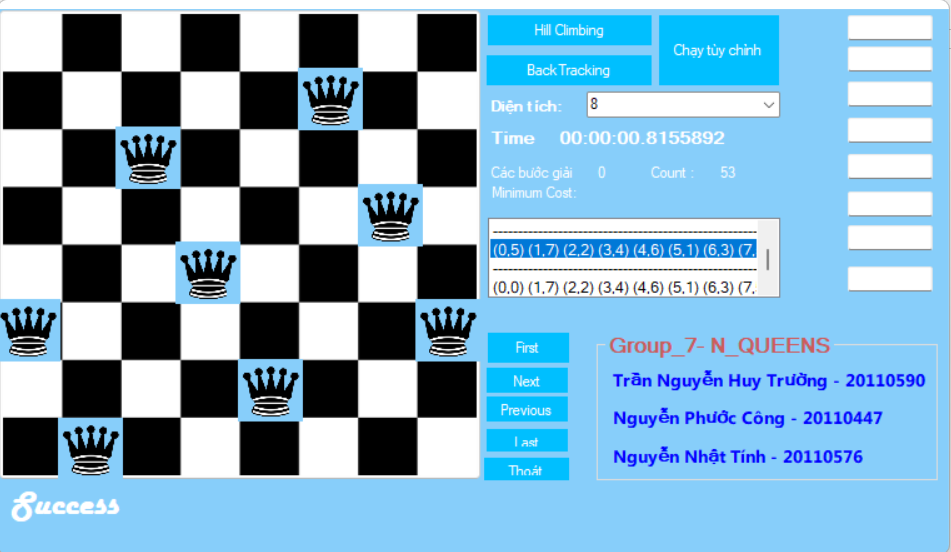 Hill Climbing
Chạy tùy chỉnh
BackTracking
Diện tích:
8
Time 00:00:00.8155892
Các bước giải 0 Count : 53
Minimum Cost:
(0,5) (1,7) (2,2) (3,4) (4,6) (5,1) (6,3) (7,
(0,0) (1,7) (2,2) (3,4) (4,6) (5,1) (6,3) (7,
First
Next
Previous
Last
Thoát
Group_7- N_QUEENS
Trần Nguyễn Huy Trường - 20110590
Nguyễn Phước Công - 20110447
Nguyễn Nhật Tính - 20110576
Success